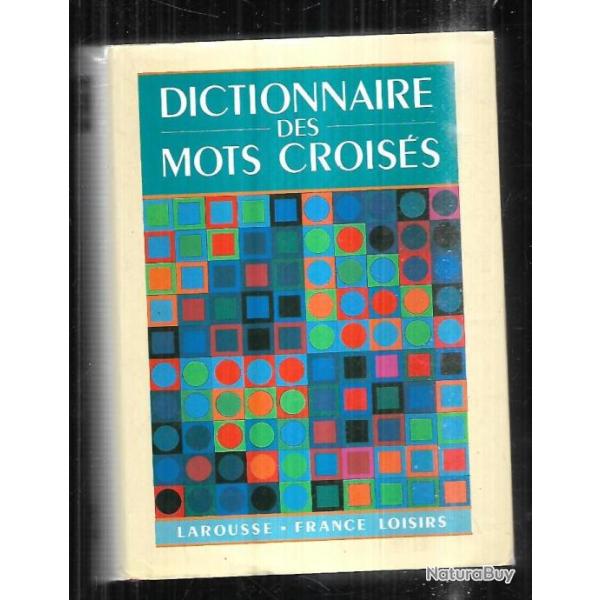 DICTIONNAIRE
DES
MOTS CROISÉS
LAROUSSE • FRANCE LOISIRS
NaturaBuy